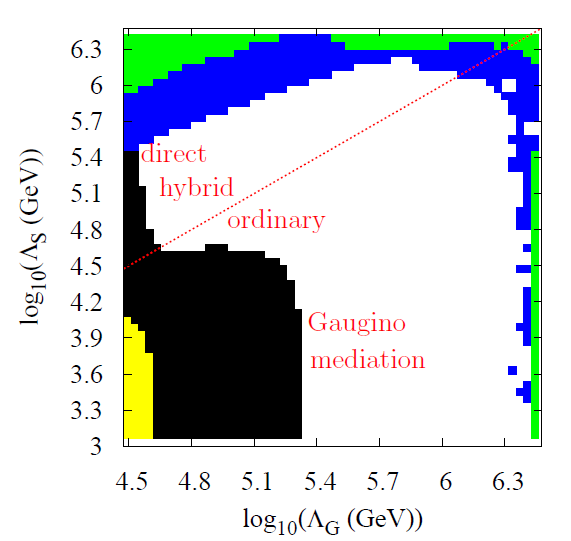 6.3
6
5.7
5.4
5.1
4.8
4.5
4.2
3.9
3.6
3.3
3
log10(ΛS (GeV))
direct
hybrid
ordinary
Gaugino
mediation
4.5 4.8 5.1 5.4 5.7 6 6.3
log10(ΛG (GeV))